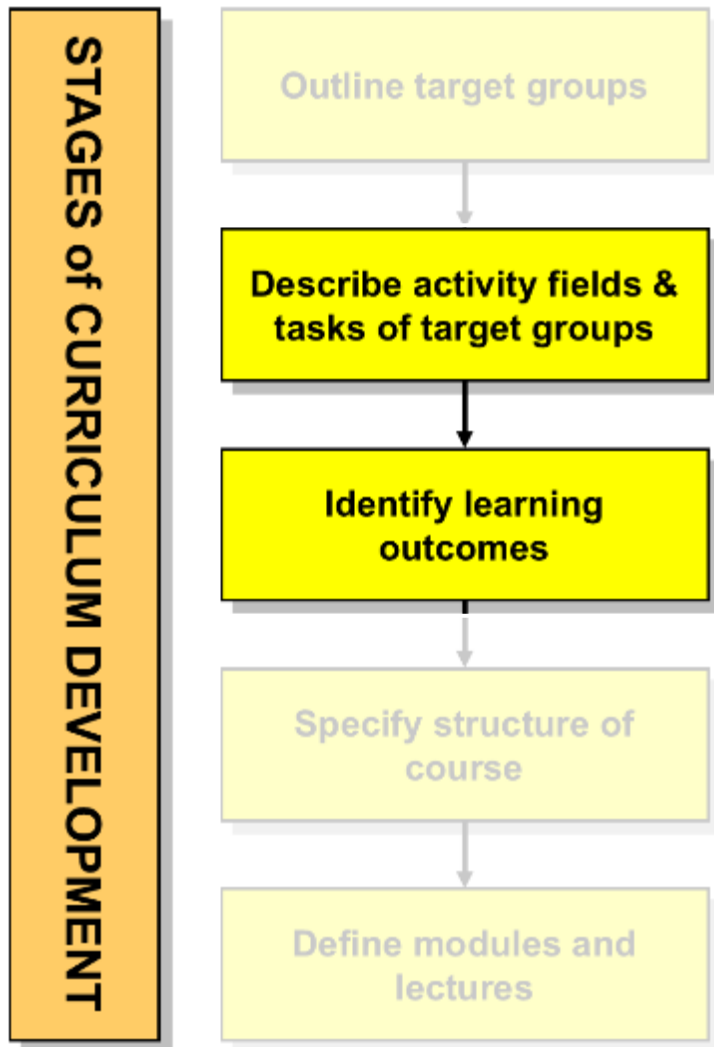 STAGES of CURRICULUM DEVELOPMENT
Outline target groups
Describe activity fields &
tasks of target groups
Identify learning
outcomes
Specify structure of
course
Define modules and
lectures